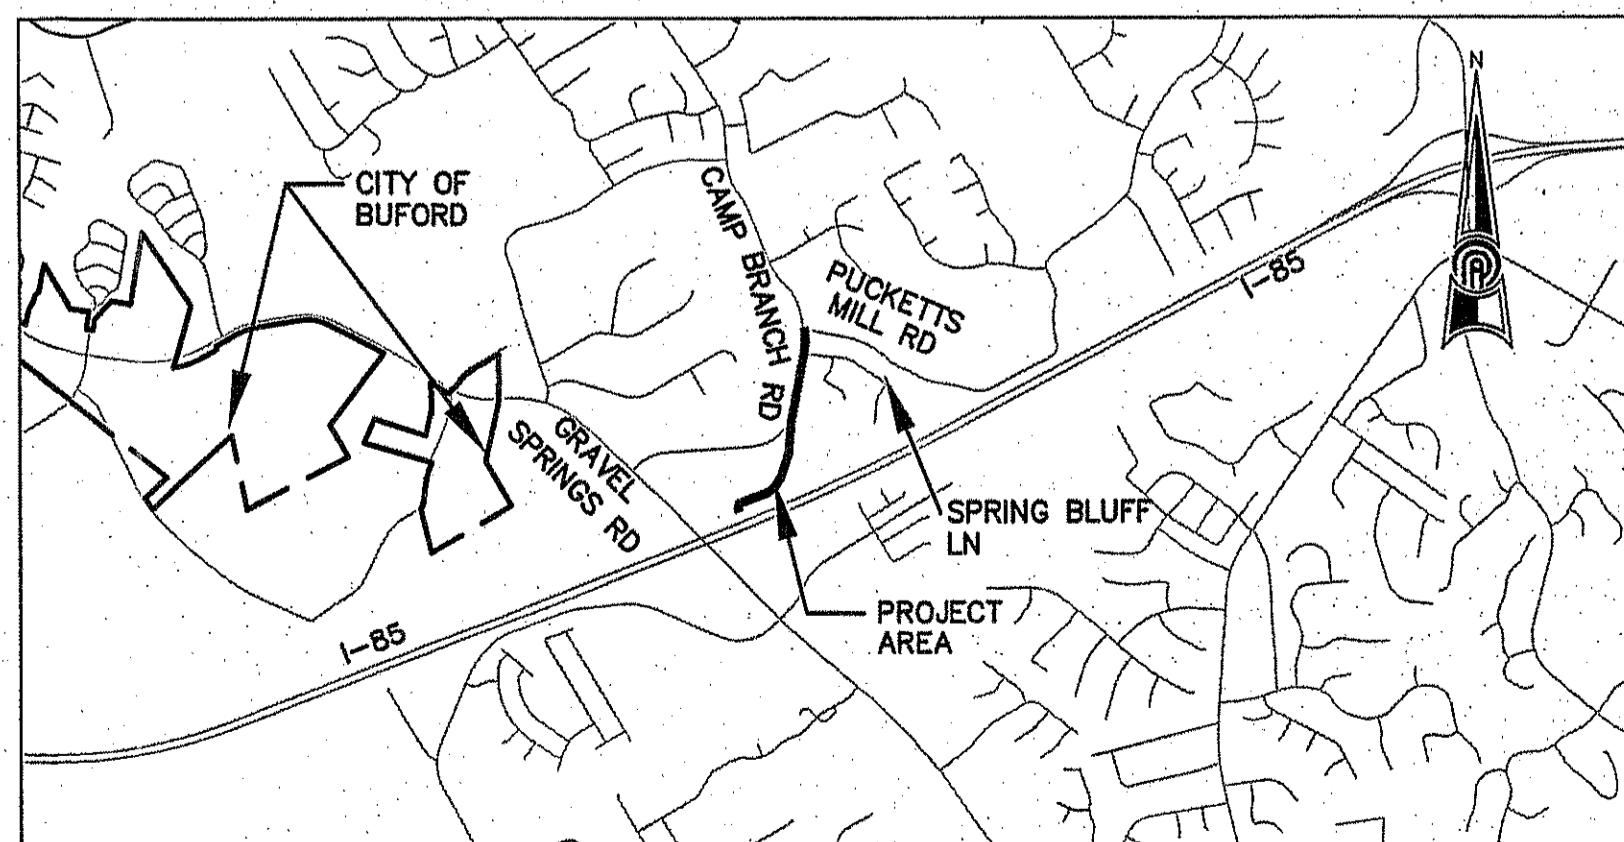 N
CITY OF
BUFORD
CAMP BRANCH RD
PUCKETTS
MILL RD
I-85
GRAVEL
SPRINGS RD
SPRING BLUFF
LN
PROJECT
AREA
I-85